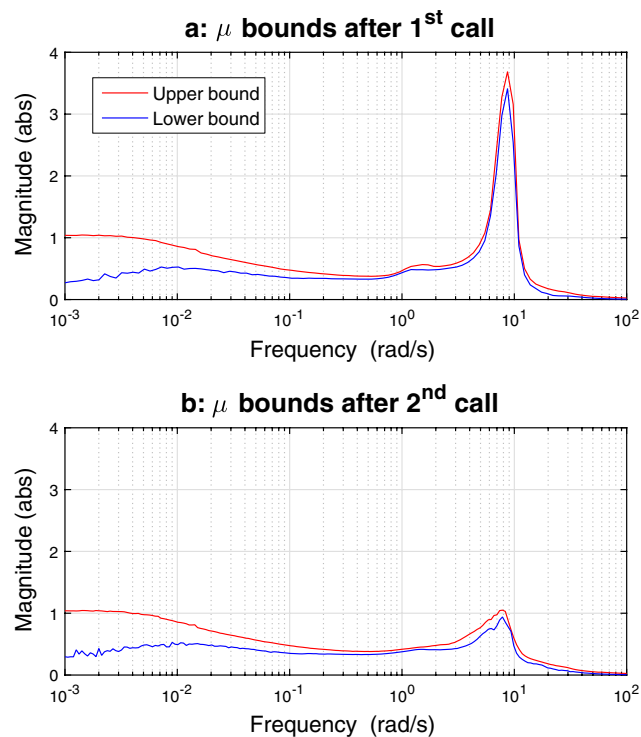 a: μ bounds after 1st call
Magnitude (abs)
4
3
2
1
0
Upper bound
Lower bound
10-3 10-2 10-1 100 101 102
Frequency (rad/s)
b: μ bounds after 2nd call
Magnitude (abs)
4
3
2
1
0
10-3 10-2 10-1 100 101 102
Frequency (rad/s)